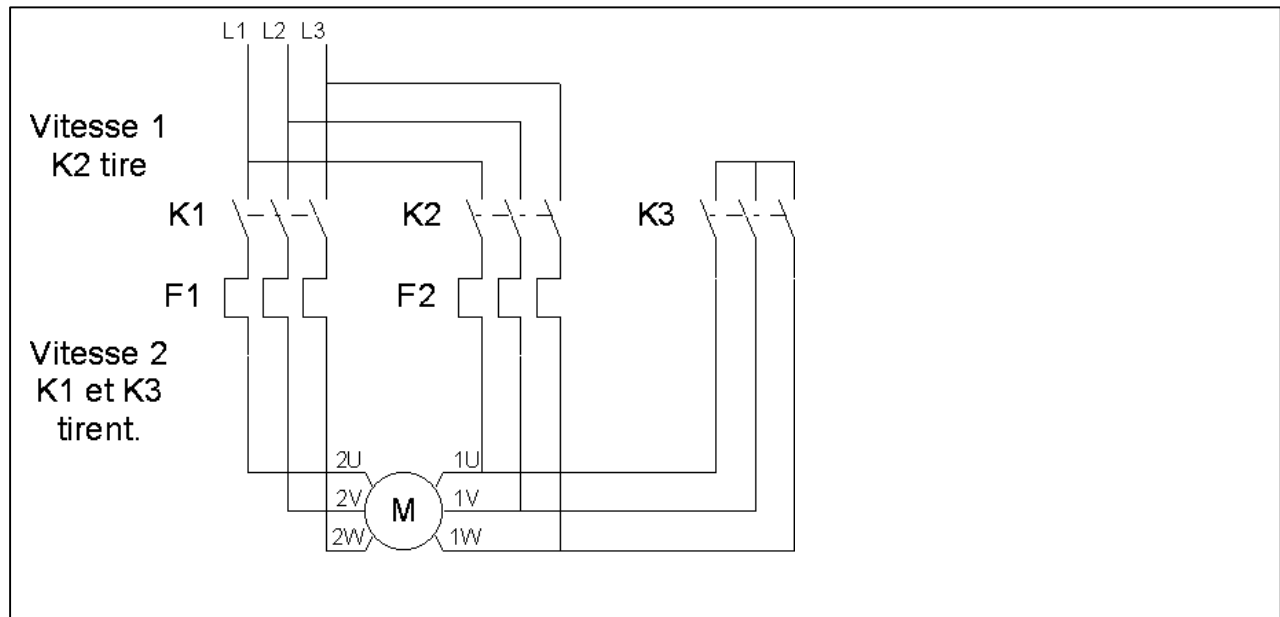 L1 L2 L3
Vitesse 1
K2 tire
K1 K2 K3
F1 F2
Vitesse 2
K1 et K3
tirent.
2U 1U
2V M 1V
2W 1W